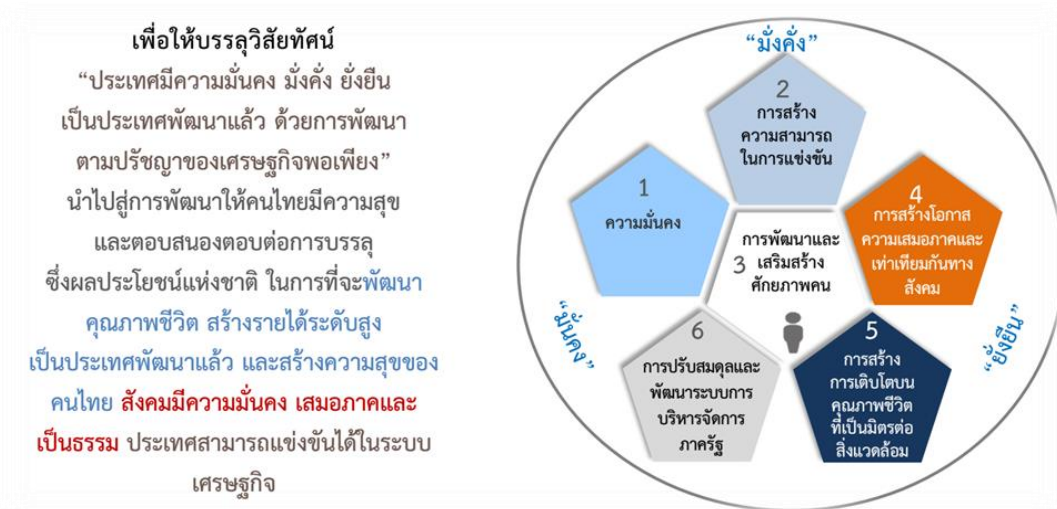 เพื่อให้บรรลุวิสัยทัศน์
“ประเทศมีความมั่นคง มั่งคั่ง ยั่งยืน
เป็นประเทศพัฒนาแล้ว ด้วยการพัฒนา
ตามปรัชญาของเศรษฐกิจพอเพียง”
นำไปสู่การพัฒนาให้คนไทยมีความสุข
และตอบสนองตอบต่อการบรรลุ
ซึ่งผลประโยชน์แห่งชาติ ในการที่จะพัฒนา
คุณภาพชีวิต สร้างรายได้ระดับสูง
เป็นประเทศพัฒนาแล้ว และสร้างความสุขของ
คนไทย สังคมมีความมั่นคง เสมอภาคและ
เป็นธรรม ประเทศสามารถแข่งขันได้ในระบบ
เศรษฐกิจ
“มั่งคั่ง”
2
การสร้าง
ความสามารถ
ในการแข่งขัน
1
ความมั่นคง
4
การสร้างโอกาส
ความเสมอภาคและ
เท่าเทียมกันทาง
สังคม
การพัฒนาและ
3 เสริมสร้าง
ศักยภาพคน
“มั่นคง”
“ยั่งยืน”
6
การปรับสมดุลและ
พัฒนาระบบการ
บริหารจัดการ
ภาครัฐ
5
การสร้าง
การเติบโตบน
คุณภาพชีวิต
ที่เป็นมิตรต่อ
สิ่งแวดล้อม